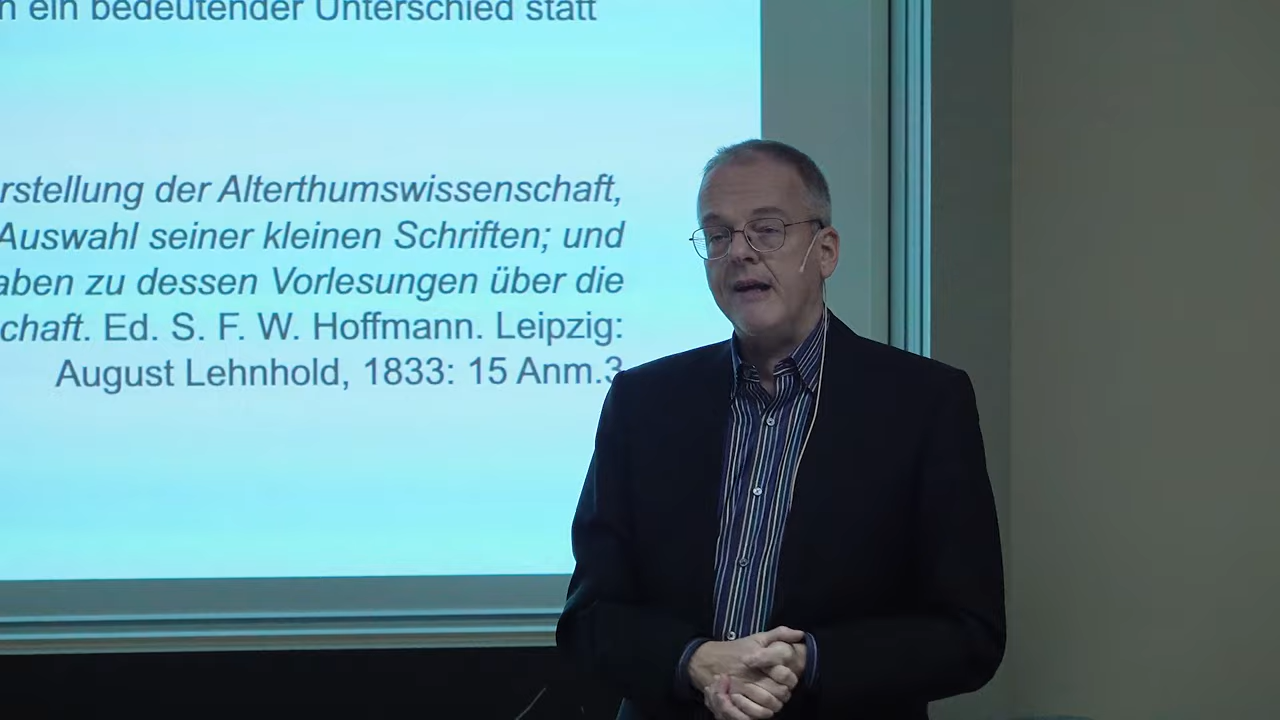 ein bedeutender Unterschied statt
rstellung der Alterthumswissenschaft,
Auswahl seiner kleinen Schriften; und
aben zu dessen Vorlesungen über die
chaft. Ed. S. F. W. Hoffmann. Leipzig:
August Lehnhold, 1833: 15 Anm.3